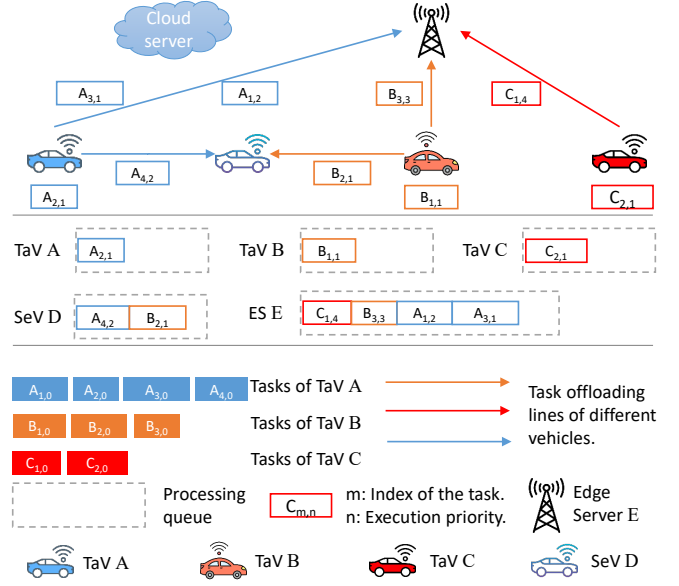 Cloud
server
A3,1
A1,2
B3,3
C1,4
A4,2
B2,1
A2,1
B1,1
C2,1
TaV A
A2,1
TaV B
B1,1
TaV C
C2,1
SeV D
A4,2
B2,1
ES E
C1,4
B3,3
A1,2
A3,1
A1,0
A2,0
A3,0
A4,0
Tasks of TaV A
B1,0
B2,0
B3,0
Tasks of TaV B
C1,0
C2,0
Tasks of TaV C
Task offloading
lines of different
vehicles.
Processing
queue
Cm,n
m: Index of the task.
n: Execution priority.
Edge
Server E
TaV A
TaV B
TaV C
SeV D